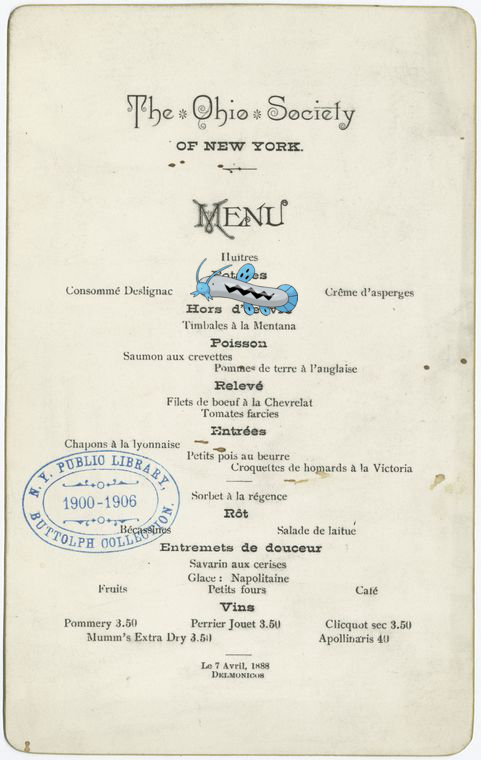 The Ohio Society
OF NEW YORK.
MENU
Huitres
Consommé Deslignac Crême d'asperges
Hors
Timbales à la Mentana
Poisson
Saumon aux crevettes
Pommes de terre à l'anglaise
Relevé
Filets de boeuf à la Chevrelat
Tomates farcies
Entrées
Chapons à la lyonnaise
Petits pois au beurre
Croquettes de homards à la Victoria
N. Y. PUBLIC LIBRARY,
1900-1906
BUTTOLPH COLLECTION.
Sorbet à la régence
Rôt
Bécassines Salade de laitue
Entremets de douceur
Savarin aux cerises
Glace : Napolitaine
Fruits Petits fours Café
Vins
Pommery 3.50 Perrier Jouet 3.50 Clicquot sec 3.50
Mumm's Extra Dry 3.50 Apollinaris 40
Le 7 Avril, 1888
DELMONICOS